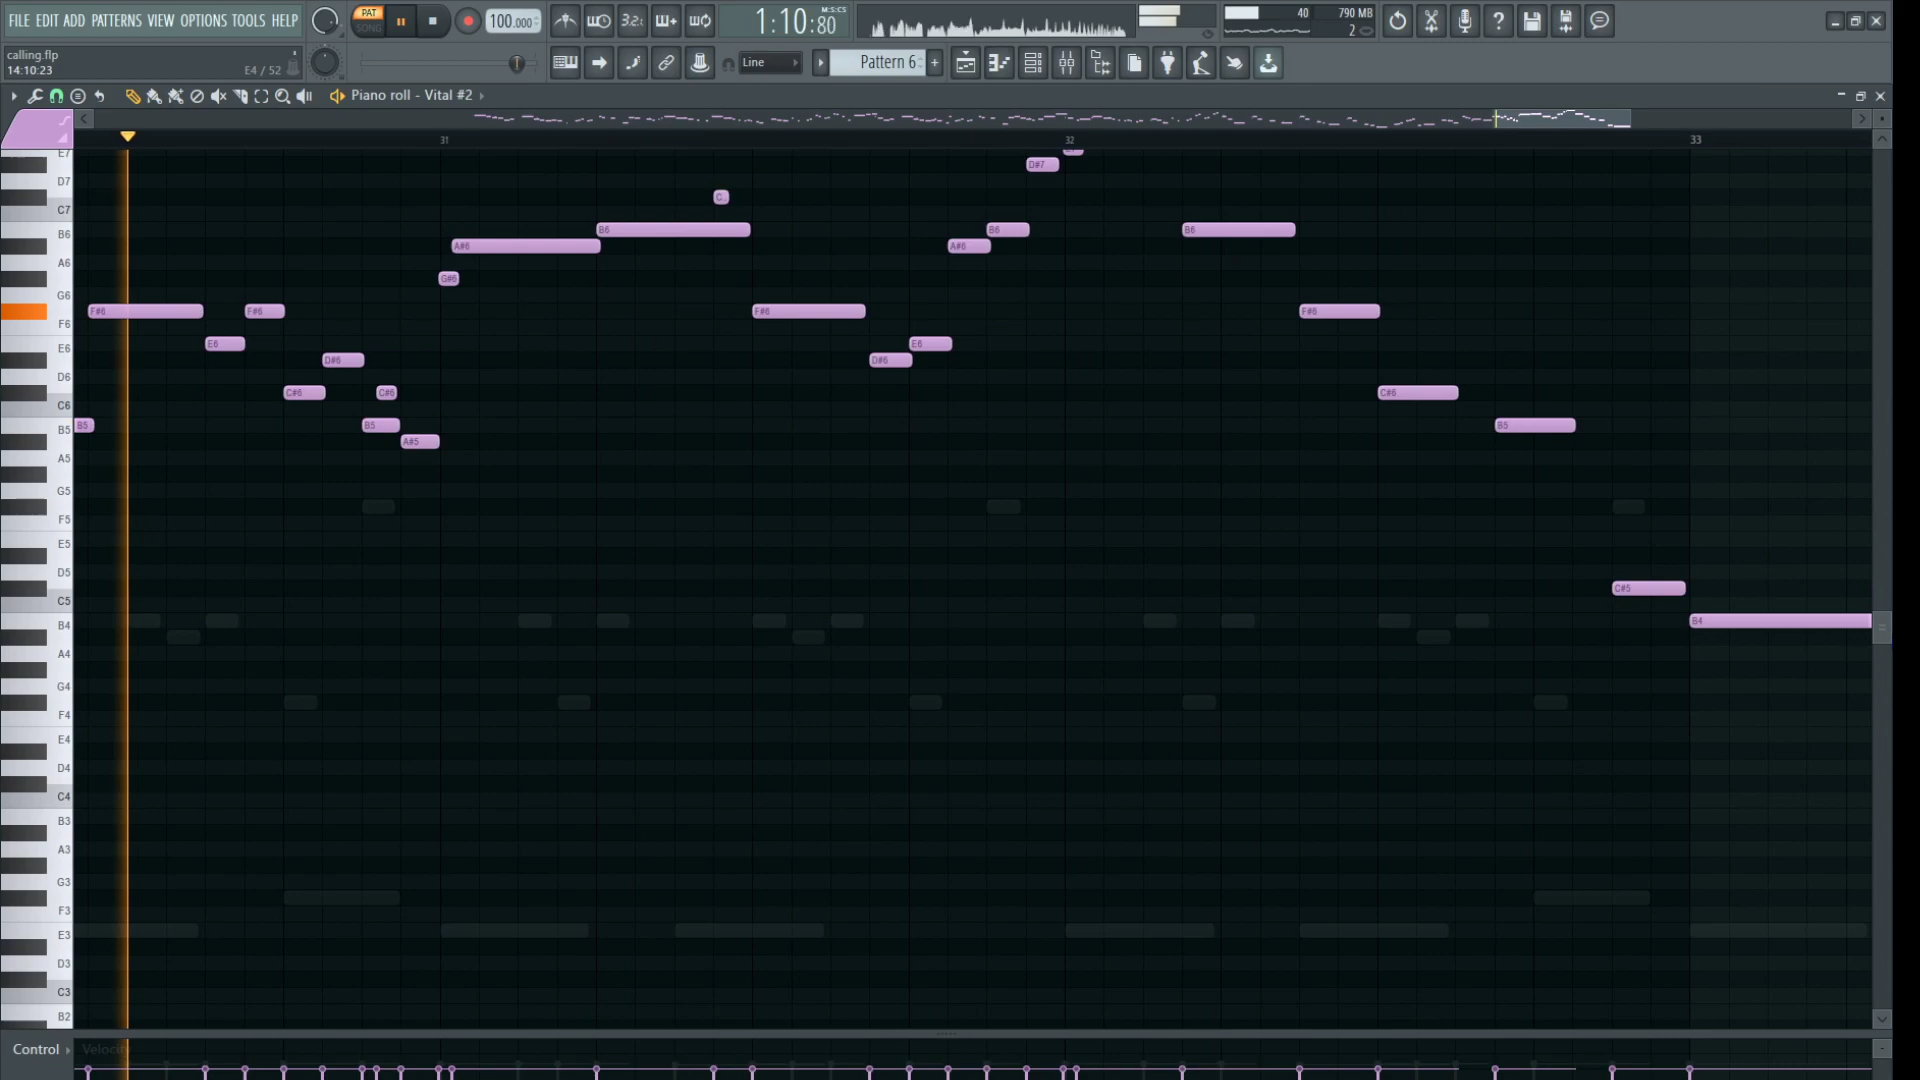 FILE EDIT ADD PATTERNS VIEW OPTIONS TOOLS HELP
PAT
SONG
100.000
1:10:80
M:S:CS
40
790 MB
2
calling.flp
14:10:23
E4 / 52
Line
Pattern 6
+
Piano roll - Vital #2
31
32
33
E7
D7
C7
B6
A6
G6
F6
E6
D6
C6
B5
A5
G5
F5
E5
D5
C5
B4
A4
G4
F4
E4
D4
C4
B3
A3
G3
F3
E3
D3
C3
B2
D#7
C..
B6
B6
B6
A#6
A#6
G#6
F#6
F#6
F#6
F#6
E6
E6
D#6
D#6
C#6
C#6
C#6
B5
B5
B5
A#5
C#5
B4
Control
Velocity